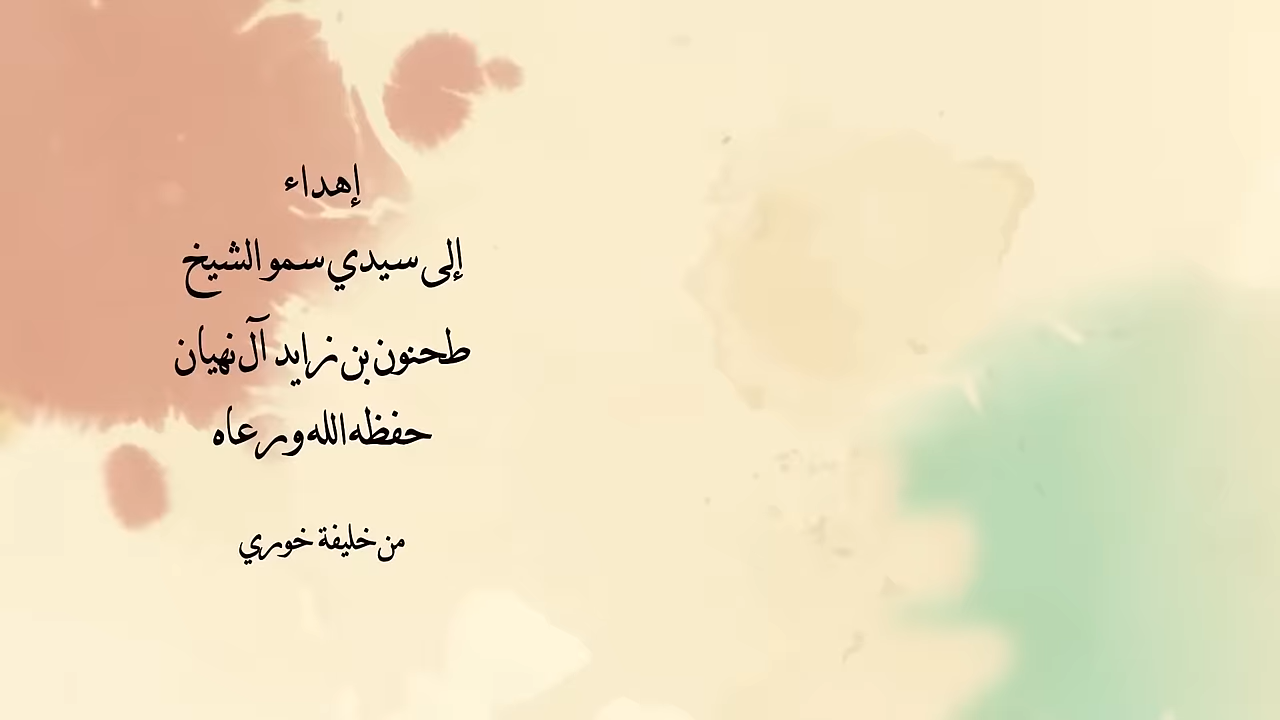 إهداء
إلى سيدي سمو الشيخ
طحنون بن زايد آل نهيان
حفظه الله ورعاه
من خليفة خوري